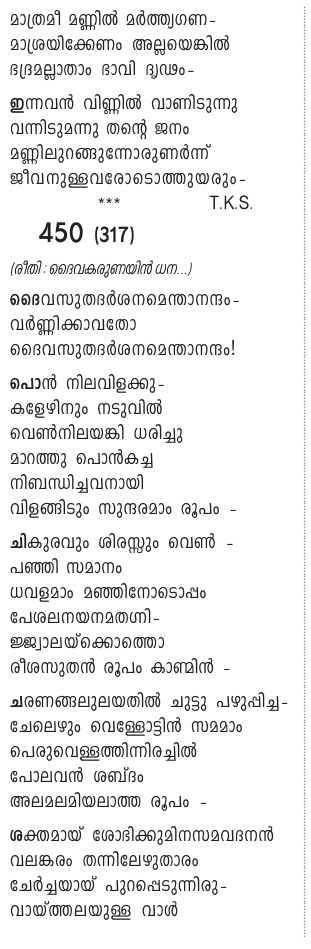 മാത്രമീ മണ്ണിൽ മർത്ത്യഗണ-
മാശ്രയിക്കേണം അല്ലയെങ്കിൽ
ഭദ്രമല്ലാതാം ഭാവി ദൃഢം-
ഇന്നവൻ വിണ്ണിൽ വാണിടുന്നു
വന്നിടുമന്നു തന്റെ ജനം
മണ്ണിലുറങ്ങുന്നോരുണർന്ന്
ജീവനുള്ളവരോടൊത്തുയരും-
*** T.K.S.
450 (317)
(രീതി : ദൈവകരുണയിൻ ധന...)
ദൈവസുതദർശനമെന്താനന്ദം-
വർണ്ണിക്കാവതോ
ദൈവസുതദർശനമെന്താനന്ദം!
പൊൻ നിലവിളക്കു-
കളേഴിനും നടുവിൽ
വെൺനിലയങ്കി ധരിച്ചു
മാറത്തു പൊൻകച്ച
നിബന്ധിച്ചവനായി
വിളങ്ങിടും സുന്ദരമാം രൂപം -
ചികുരവും ശിരസ്സും വെൺ -
പഞ്ഞി സമാനം
ധവളമാം മഞ്ഞിനോടൊപ്പം
പേശലനയനമതഗ്നി-
ജ്ജ്വാലയ്ക്കൊത്തൊ
രീശസുതൻ രൂപം കാണ്മിൻ -
ചരണങ്ങലുലയതിൽ ചുട്ടു പഴുപ്പിച്ച-
ചേലെഴും വെള്ളോട്ടിൻ സമമാം
പെരുവെള്ളത്തിന്നിരച്ചിൽ
പോലവൻ ശബ്ദം
അലമലമിയലാത്ത രൂപം -
ശക്തമായ് ശോഭിക്കുമിനസമവദനൻ
വലങ്കരം തന്നിലേഴുതാരം
ചേർച്ചയായ് പുറപ്പെടുന്നിരു-
വായ്ത്തലയുള്ള വാൾ